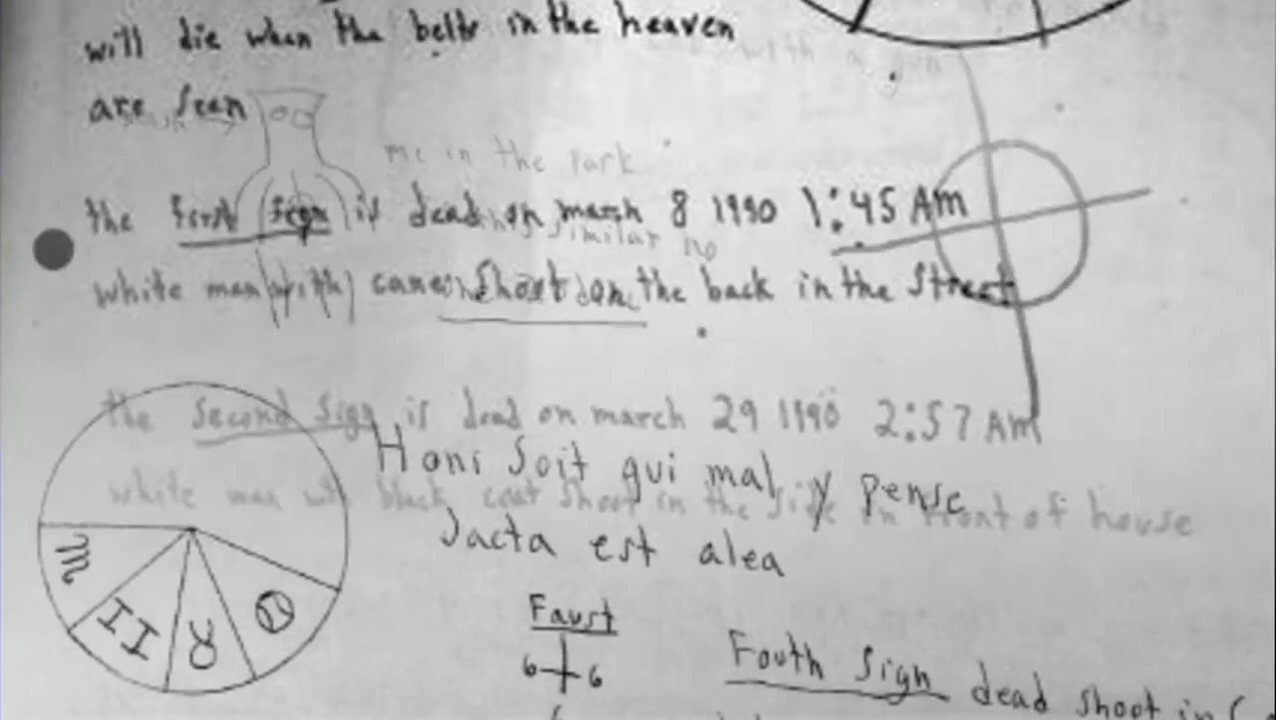 will die when the belts in the heaven
are seen
me in the park
the first sign is dead on march 8 1990 1:45 AM
similar no
white man with cane shoot on the back in the street
the second sign is dead on march 29 1990 2:57 AM
Honi Soit qui mal y pense
white man with black coat shoot in the side in front of house
Jacta est alea
Faust
6 6
Fouth Sign dead shoot in